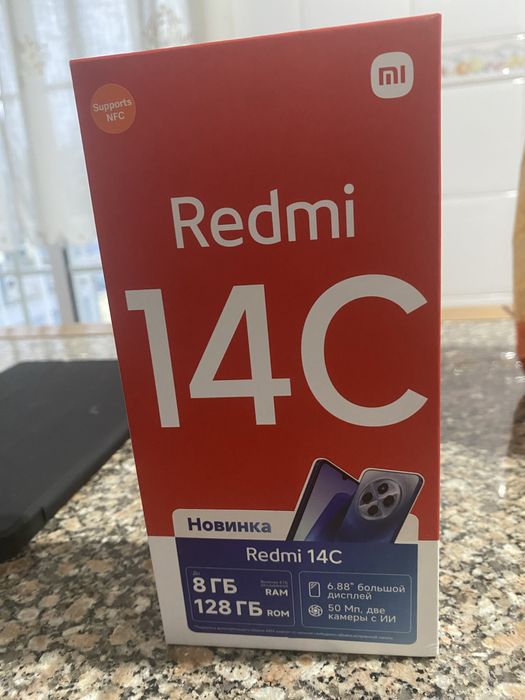 Supports
NFC
mi
Redmi
14C
Новинка
Redmi 14C
До
8 ГБ
RAM
128 ГБ ROM
6.88" большой
дисплей
50 Мп, две
камеры с ИИ